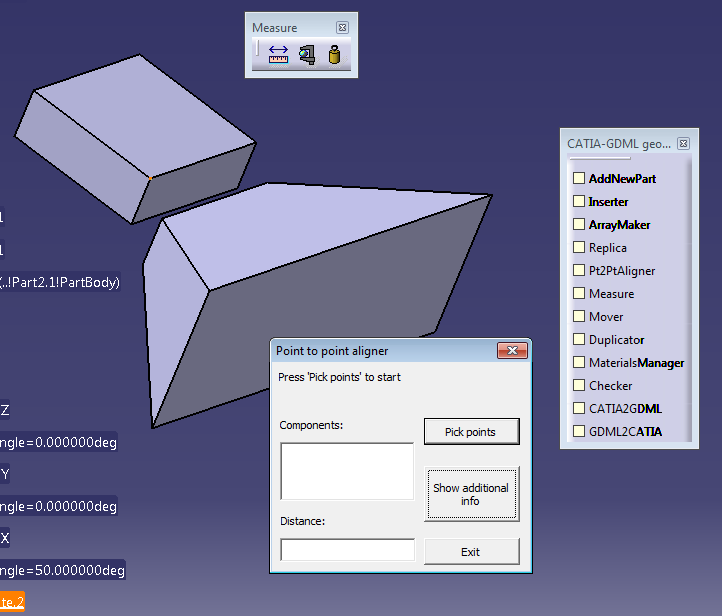 Measure
CATIA-GDML geo...
AddNewPart
Inserter
ArrayMaker
Replica
Pt2PtAligner
Measure
Mover
Duplicator
MaterialsManager
Checker
CATIA2GDML
GDML2CATIA
1
1
(..!Part2.1!PartBody)
Z
ngle=0.000000deg
Y
ngle=0.000000deg
X
ngle=50.000000deg
te.2
Point to point aligner
Press 'Pick points' to start
Components:
Pick points
Show additional
info
Distance:
Exit